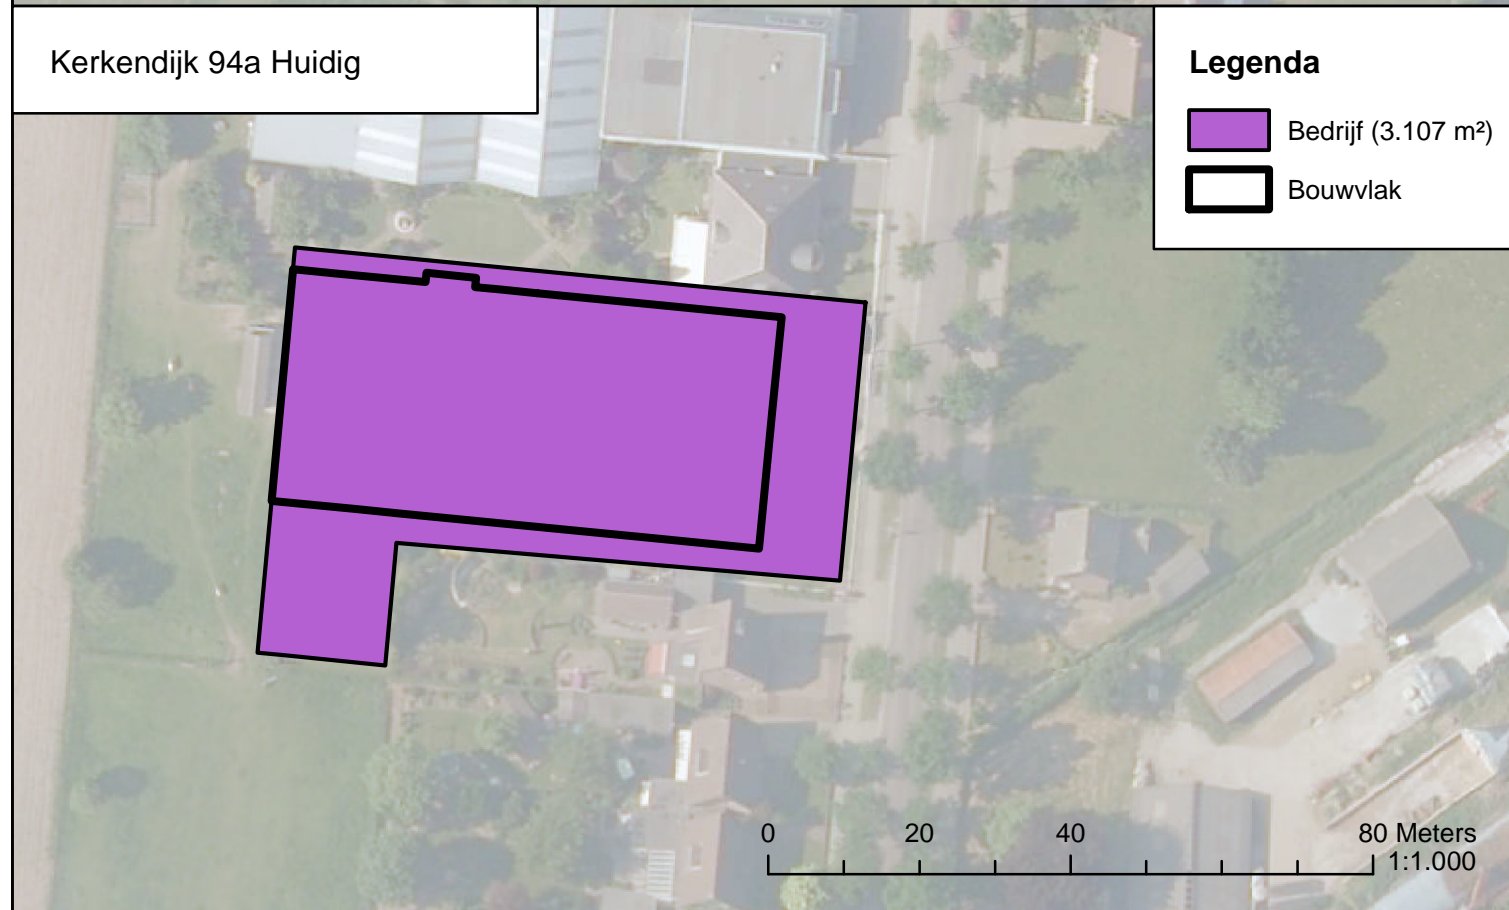 Kerkendijk 94a Huidig
Legenda
Bedrijf (3.107 m²)
Bouwvlak
0 20 40 80 Meters
1:1.000